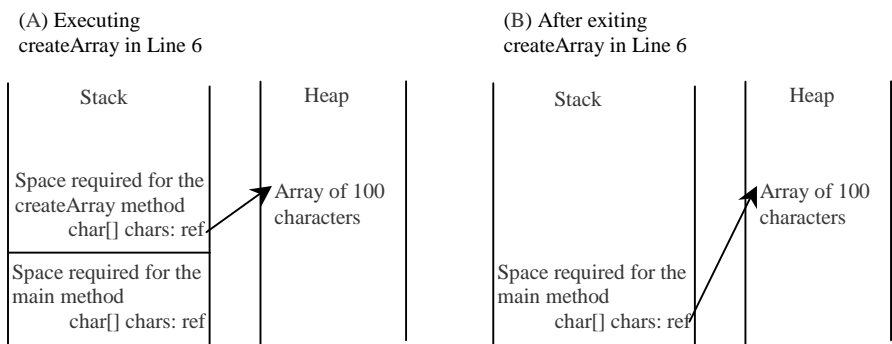 (A) Executing
createArray in Line 6
Stack
Heap
Space required for the
createArray method
char[] chars: ref
Array of 100
characters
Space required for the
main method
char[] chars: ref
(B) After exiting
createArray in Line 6
Stack
Heap
Array of 100
characters
Space required for the
main method
char[] chars: ref